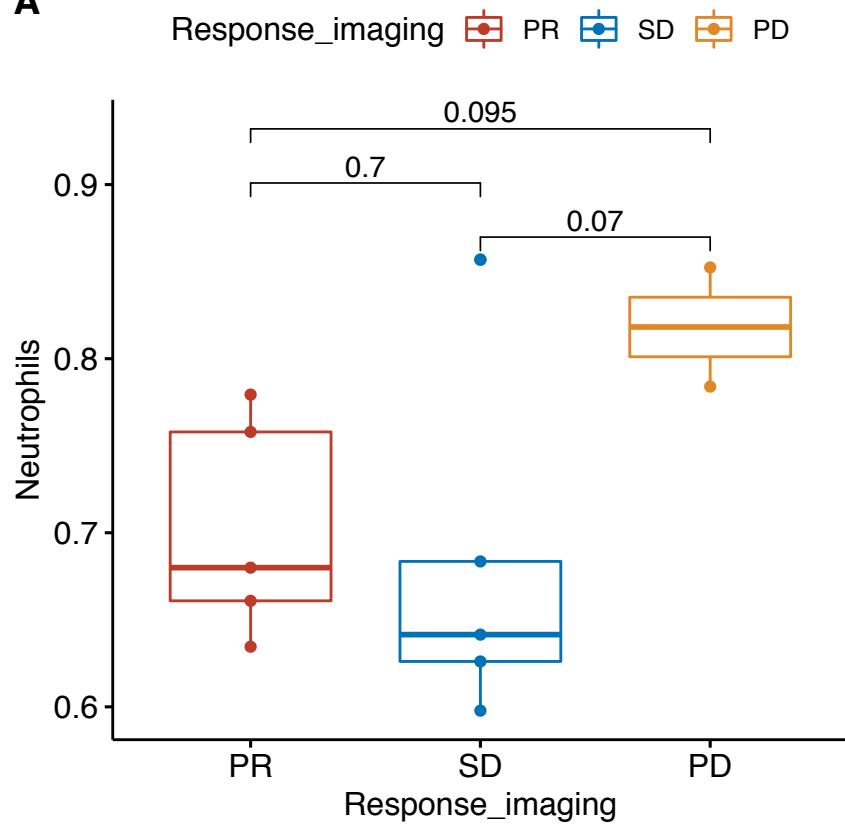 A
Response_imaging PR SD PD
0.095
0.7
0.07
0.9
0.8
0.7
0.6
Neutrophils
PR SD PD
Response_imaging